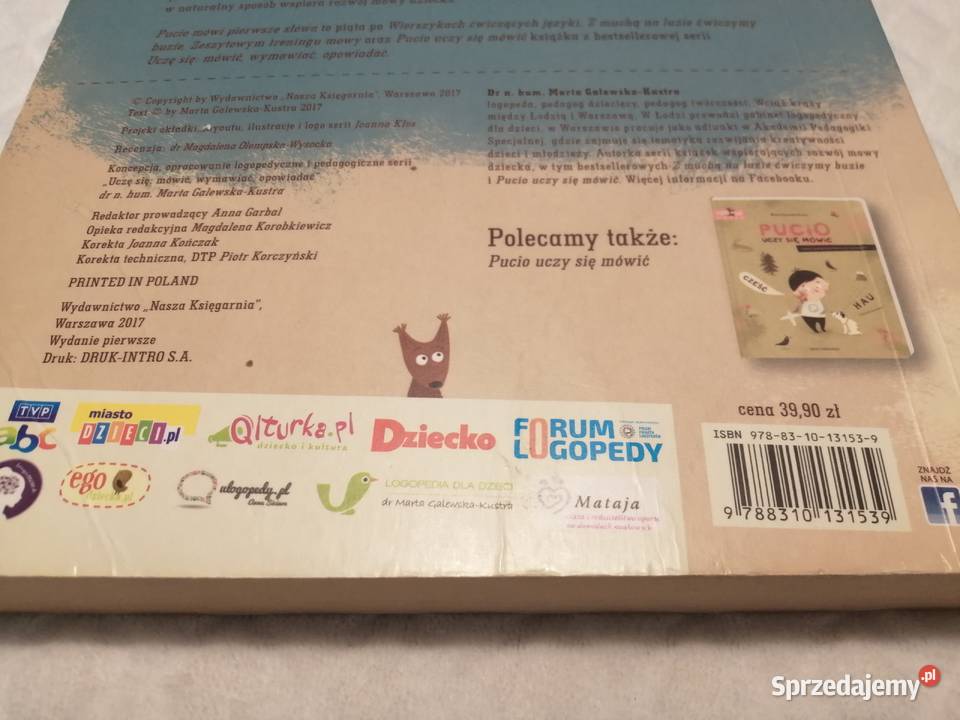 w naturalny sposób wspiera rozwój mowy dziecka.
Pucio mówi pierwsze słowa to piąta po Wierszykach ćwiczących języki, Z muchą na luzie ćwiczymy
buzie, Zeszytowym treningu mowy oraz Pucio uczy się mówić książka z bestsellerowej serii
Uczę się: mówić, wymawiać, opowiadać.
© Copyright by Wydawnictwo „Nasza Księgarnia", Warszawa 2017
Text © by Marta Galewska-Kustra 2017
Projekt okładki, layoutu, ilustracje i logo serii Joanna Kłos
Recenzja: dr Magdalena Olempska-Wysocka
Koncepcja, opracowanie logopedyczne i pedagogiczne serii
„Uczę się: mówić, wymawiać, opowiadać"
dr n. hum. Marta Galewska-Kustra
Redaktor prowadzący Anna Garbal
Opieka redakcyjna Magdalena Korobkiewicz
Korekta Joanna Kończak
Korekta techniczna, DTP Piotr Korczyński
PRINTED IN POLAND
Wydawnictwo „Nasza Księgarnia",
Warszawa 2017
Wydanie pierwsze
Druk: DRUK-INTRO S.A.
Dr n. hum. Marta Galewska-Kustra
logopeda, pedagog dziecięcy, pedagog twórczości. Wciąż krąży
między Łodzią i Warszawą. W Łodzi prowadzi gabinet logopedyczny
dla dzieci, w Warszawie pracuje jako adiunkt w Akademii Pedagogiki
Specjalnej, gdzie zajmuje się tematyką rozwijania kreatywności
dzieci i młodzieży. Autorka serii książek wspierających rozwój mowy
dziecka, w tym bestsellerowych Z muchą na luzie ćwiczymy buzie
i Pucio uczy się mówić. Więcej informacji na Facebooku.
Polecamy także:
Pucio uczy się mówić
PUCIO
UCZY SIĘ MÓWIĆ
CZEŚĆ
HAU
cena 39,90 zł
ISBN 978-83-10-13153-9
9 788310 131539
ZNAJDŹ
NAS NA
f
TVP
abc
miasto
DZIECI.pl
Qlturka.pl
dziecko i kultura
Dziecko
FORUM
LOGOPEDY
ego
dziecka.pl
ulogopedy.pl
LOGOPEDIA DLA DZIECI
dr Marta Galewska-Kustra
Mataja
Sprzedajemy.pl